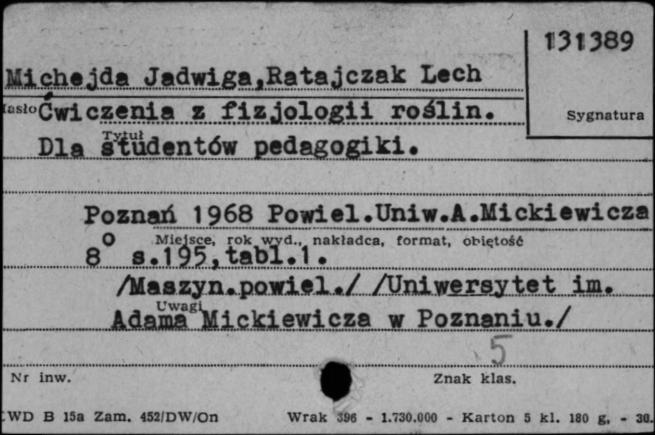 131389
Michejda Jadwiga,Ratajczak Lech
Hasło Ćwiczenia z fizjologii roślin.
Sygnatura
Tytuł
Dla studentów pedagogiki.
Poznań 1968 Powiel.Uniw.A.Mickiewicza
Miejsce, rok wyd., nakładca, format, objętość
8° s.195,tabl.1.
/Maszyn.powiel./ /Uniwersytet im.
Uwagi
Adama Mickiewicza w Poznaniu./
5
Nr inw.
Znak klas.
WD B 15a Zam. 452/DW/On Wrak 396 - 1.730.000 - Karton 5 kl. 180 g. - 30.